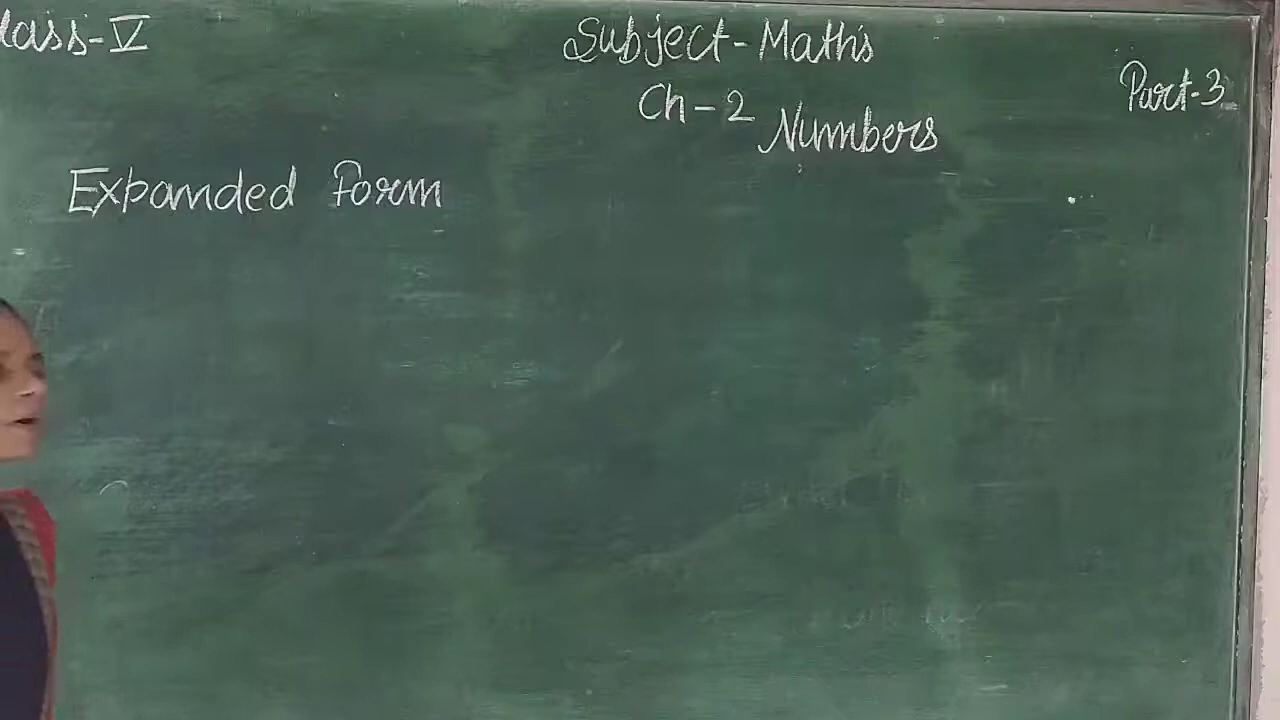 lass-V
Subject-Maths
Part-3
Ch-2 Numbers
Expanded Form